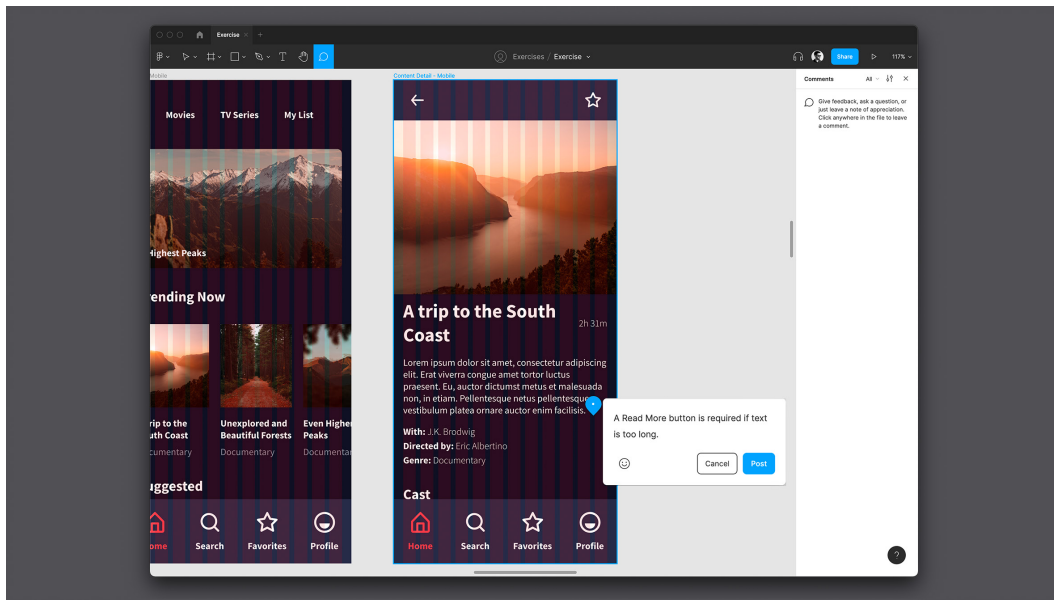 Exercise
Exercises / Exercise
Share
117%
Mobile
Content Detail - Mobile
Comments
All
Give feedback, ask a question, or
just leave a note of appreciation.
Click anywhere in the file to leave
a comment.
Movies TV Series My List
Highest Peaks
ending Now
rip to the
uth Coast
cumentary
Unexplored and
Beautiful Forests
Documentary
Even Highe
Peaks
Documenta
uggested
ome Search Favorites Profile
A trip to the South
Coast
2h 31m
Lorem ipsum dolor sit amet, consectetur adipiscing
elit. Erat viverra congue amet tortor luctus
praesent. Eu, auctor dictumst metus et malesuada
non, in etiam. Pellentesque netus pellentesque
vestibulum platea ornare auctor enim facilisis.
With: J.K. Brodwig
Directed by: Eric Albertino
Genre: Documentary
Cast
Home Search Favorites Profile
A Read More button is required if text
is too long.
Cancel Post
?